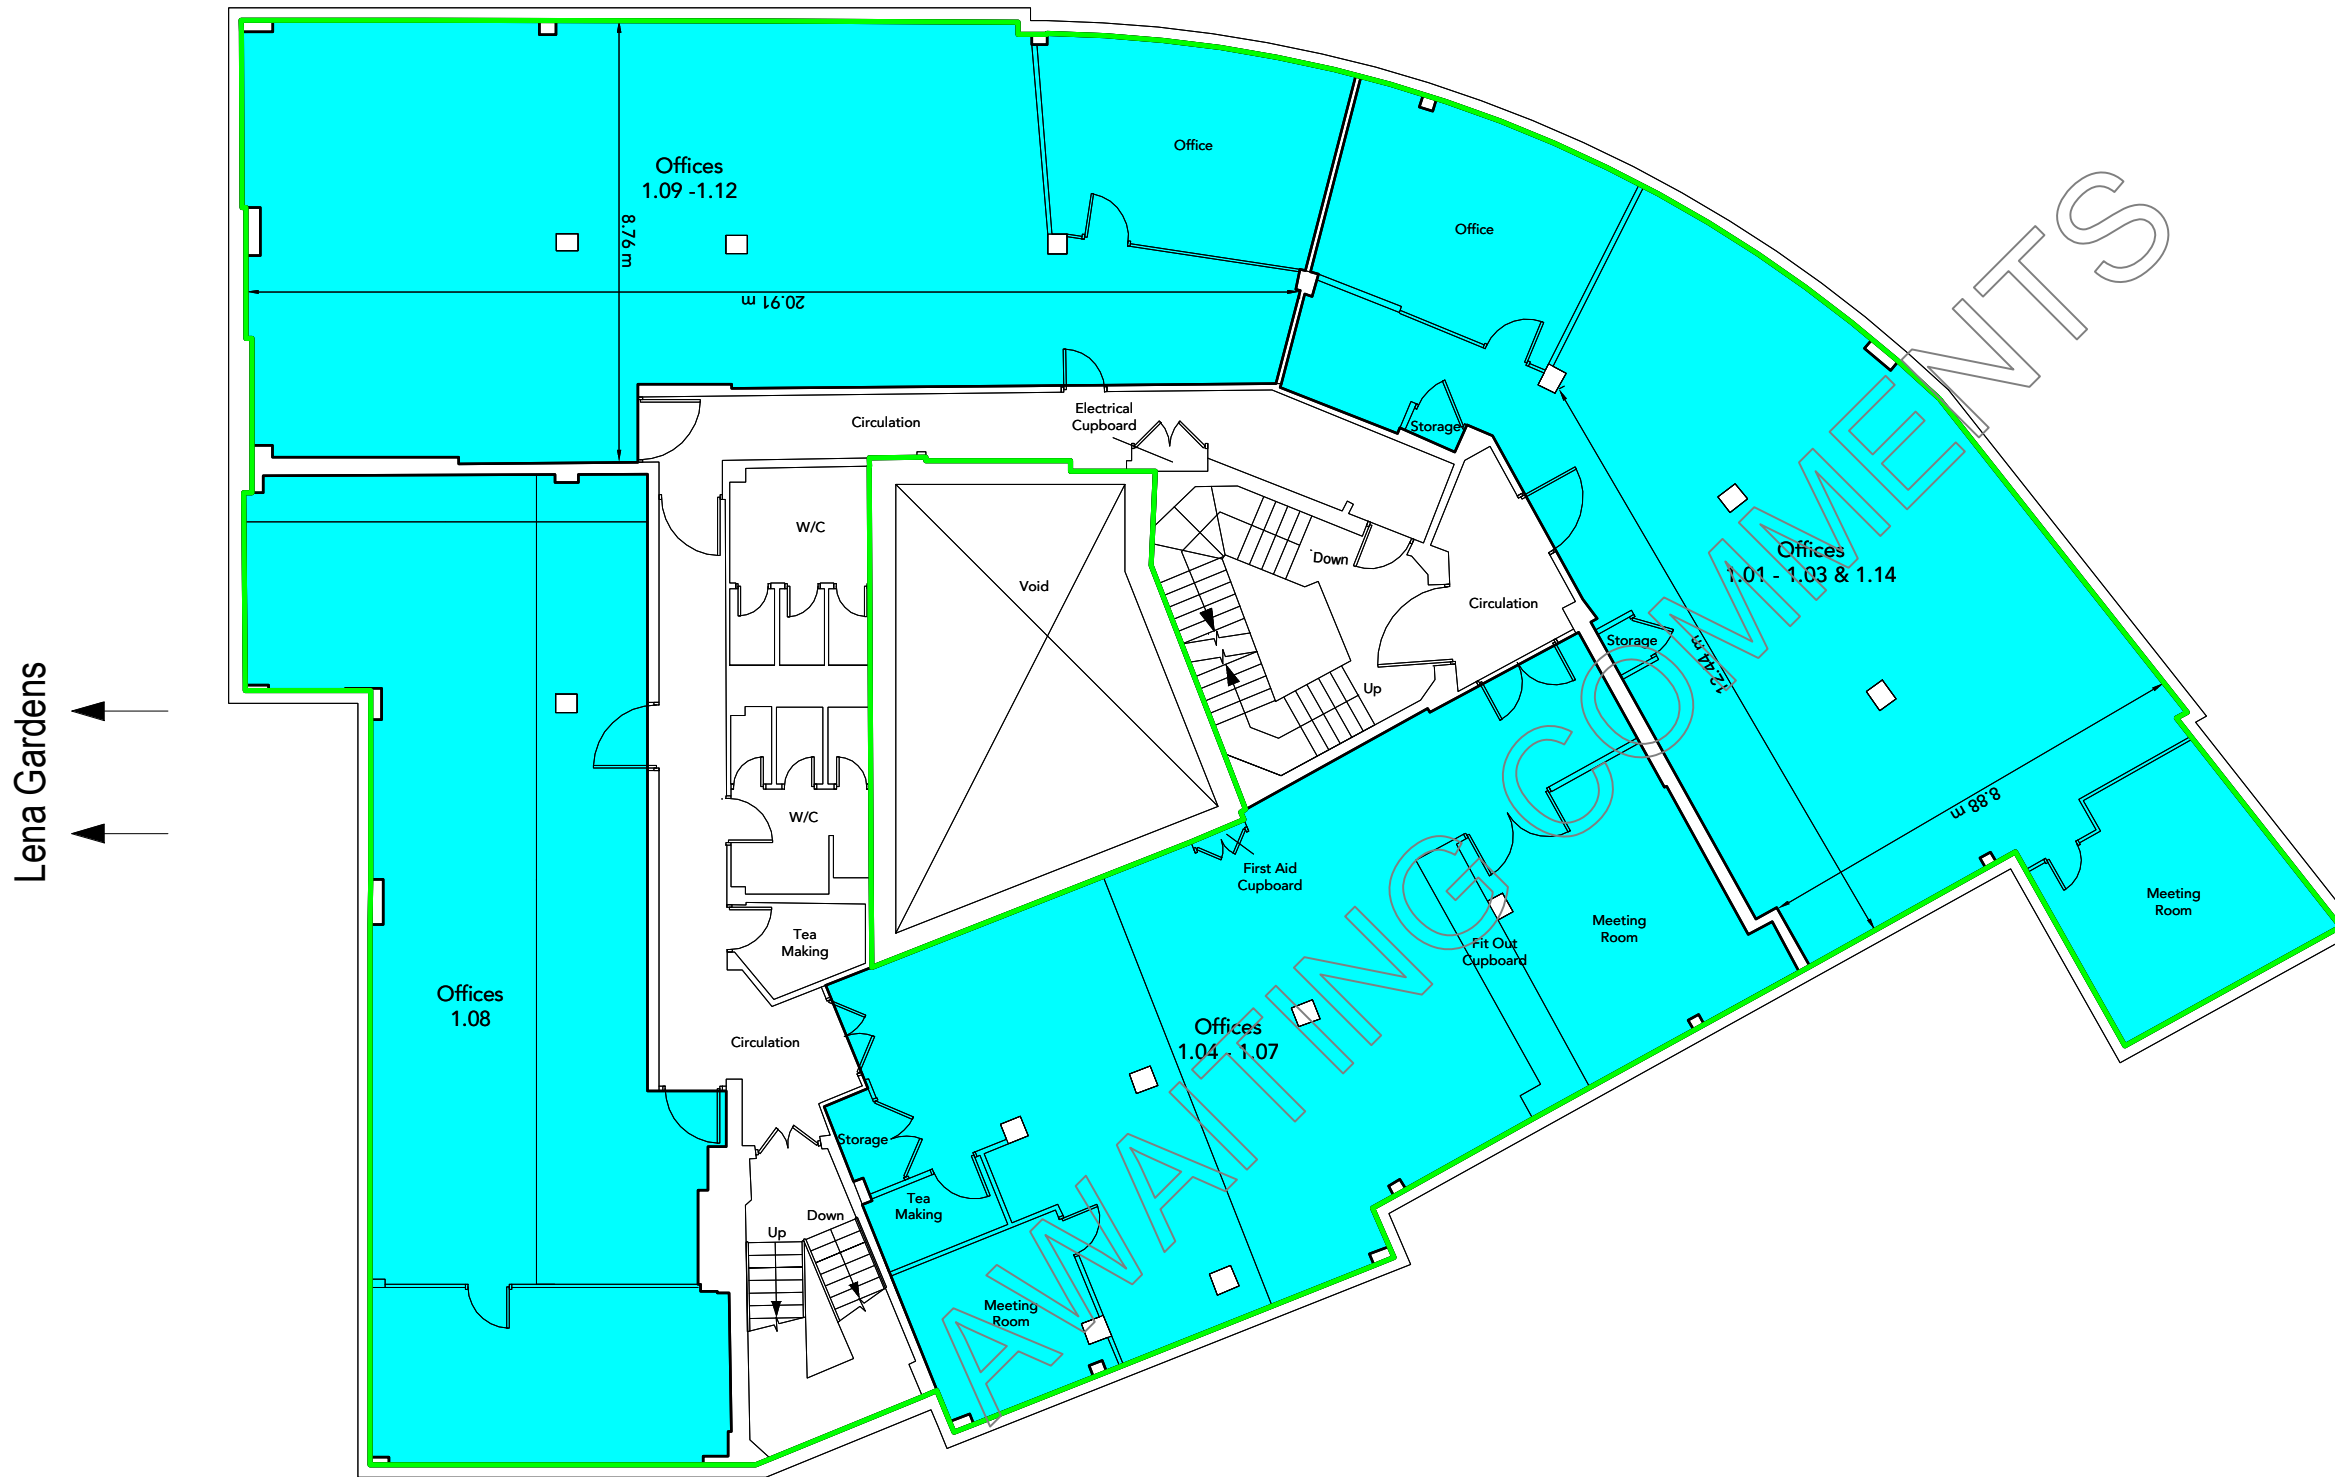 Offices
1.09 -1.12
8.76 m
20.91 m
Office
Office
Electrical
Cupboard
Circulation
Storage
W/C
Void
Down
Circulation
Offices
1.01 - 1.03 & 1.14
Storage
12.44 m
Up
8.88 m
Lena Gardens
W/C
First Aid
Cupboard
Meeting
Room
Tea
Making
Meeting
Room
Fit Out
Cupboard
Offices
1.08
Circulation
Offices
1.04 - 1.07
Storage
Tea
Making
Down
Up
Meeting
Room
AWAITING COMMENTS